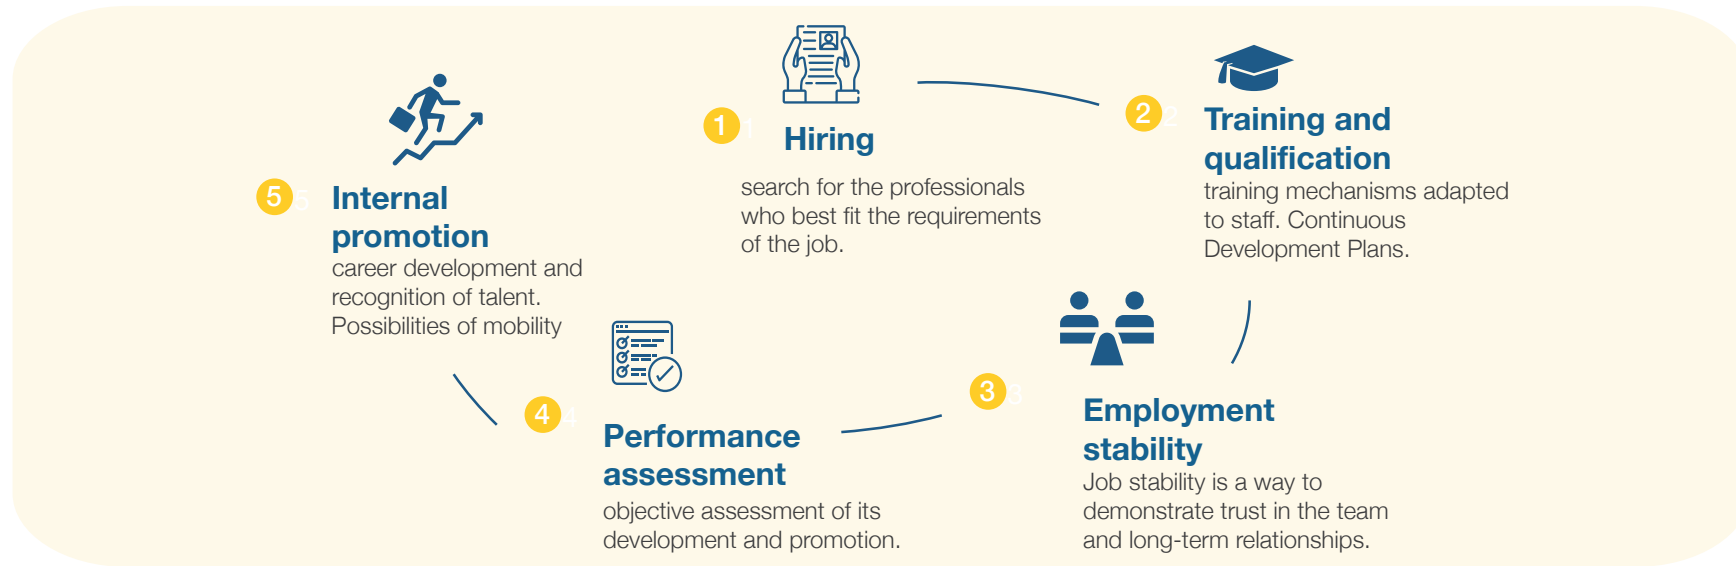 1
Hiring
search for the professionals
who best fit the requirements
of the job.
2
Training and
qualification
training mechanisms adapted
to staff. Continuous
Development Plans.
3
Employment
stability
Job stability is a way to
demonstrate trust in the team
and long-term relationships.
4
Performance
assessment
objective assessment of its
development and promotion.
5
Internal
promotion
career development and
recognition of talent.
Possibilities of mobility